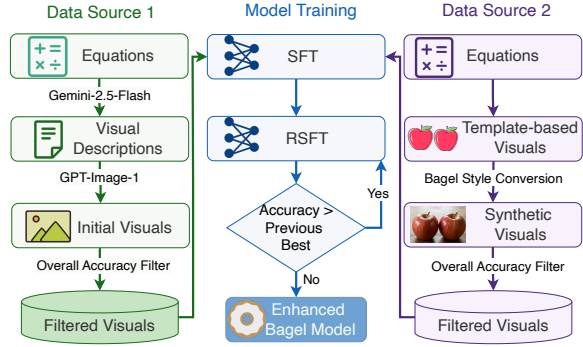 Data Source 1
Equations
Gemini-2.5-Flash
Visual
Descriptions
GPT-Image-1
Initial Visuals
Overall Accuracy Filter
Filtered Visuals
Model Training
SFT
RSFT
Yes
Accuracy >
Previous
Best
No
Enhanced
Bagel Model
Data Source 2
Equations
Template-based
Visuals
Bagel Style Conversion
Synthetic
Visuals
Overall Accuracy Filter
Filtered Visuals